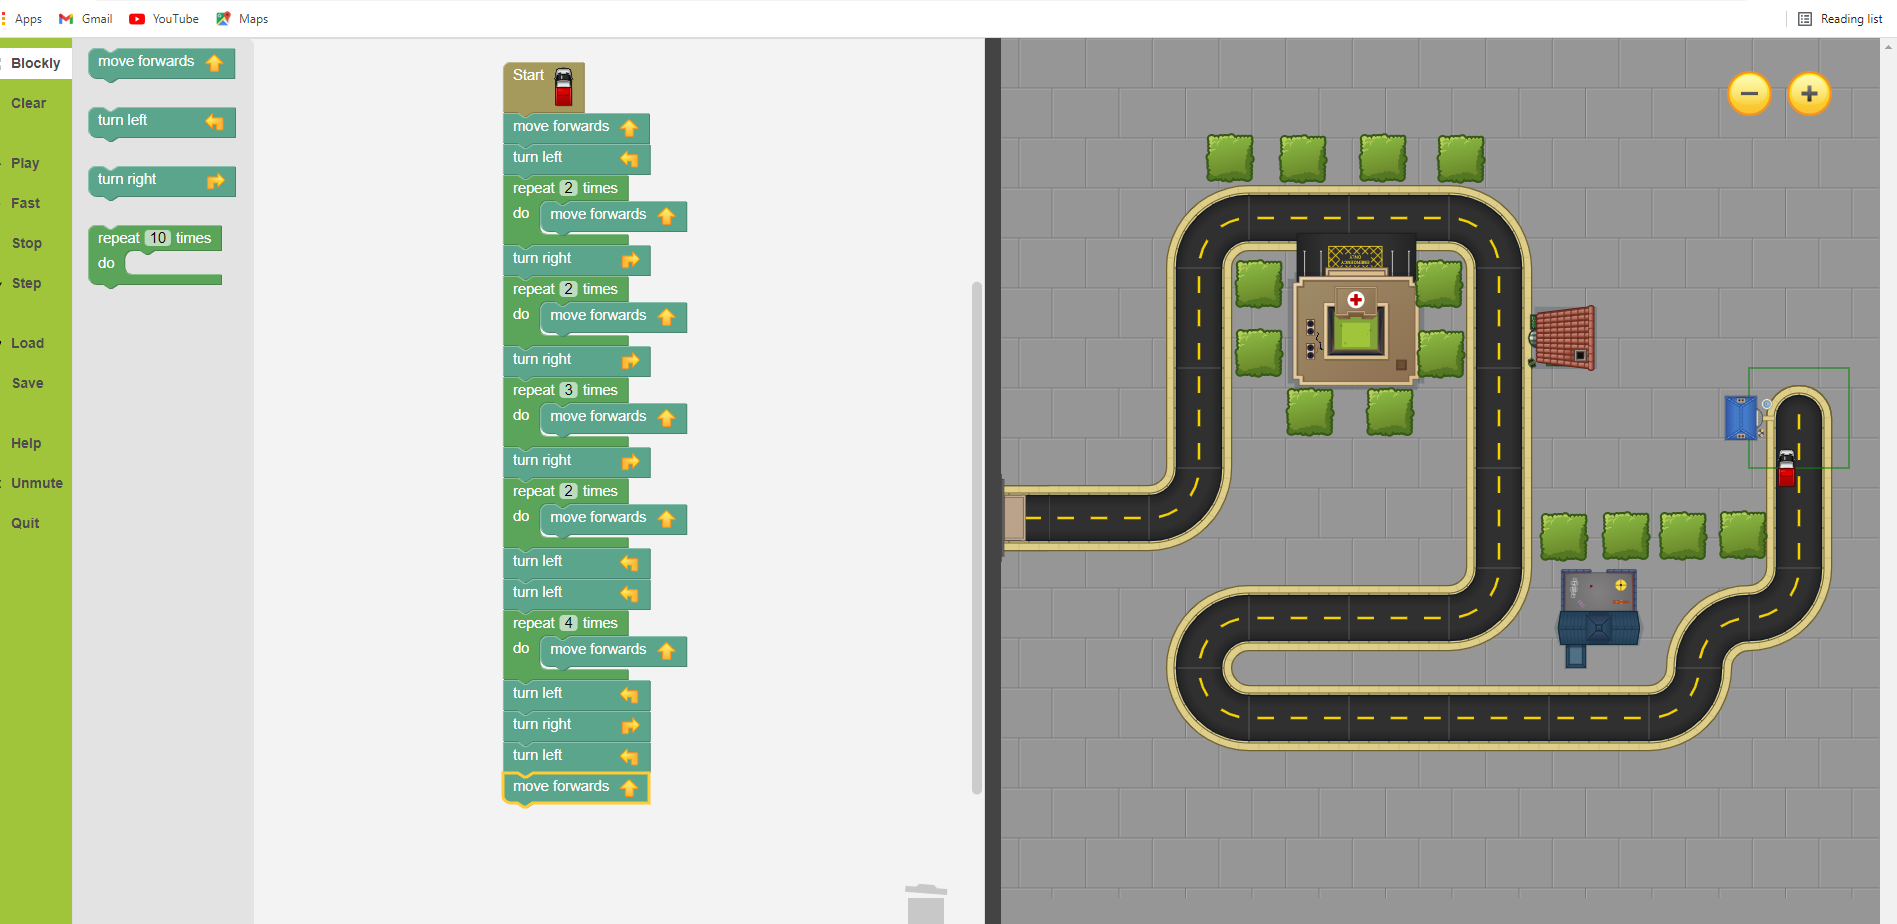 Apps Gmail YouTube Maps Reading list
Blockly
Clear
Play
Fast
Stop
Step
Load
Save
Help
Unmute
Quit
move forwards
turn left
turn right
repeat 10 times
do
Start
move forwards
turn left
repeat 2 times
do move forwards
turn right
repeat 2 times
do move forwards
turn right
repeat 3 times
do move forwards
turn right
repeat 2 times
do move forwards
turn left
turn left
repeat 4 times
do move forwards
turn left
turn right
turn left
move forwards
EMERGENCY
ONLY